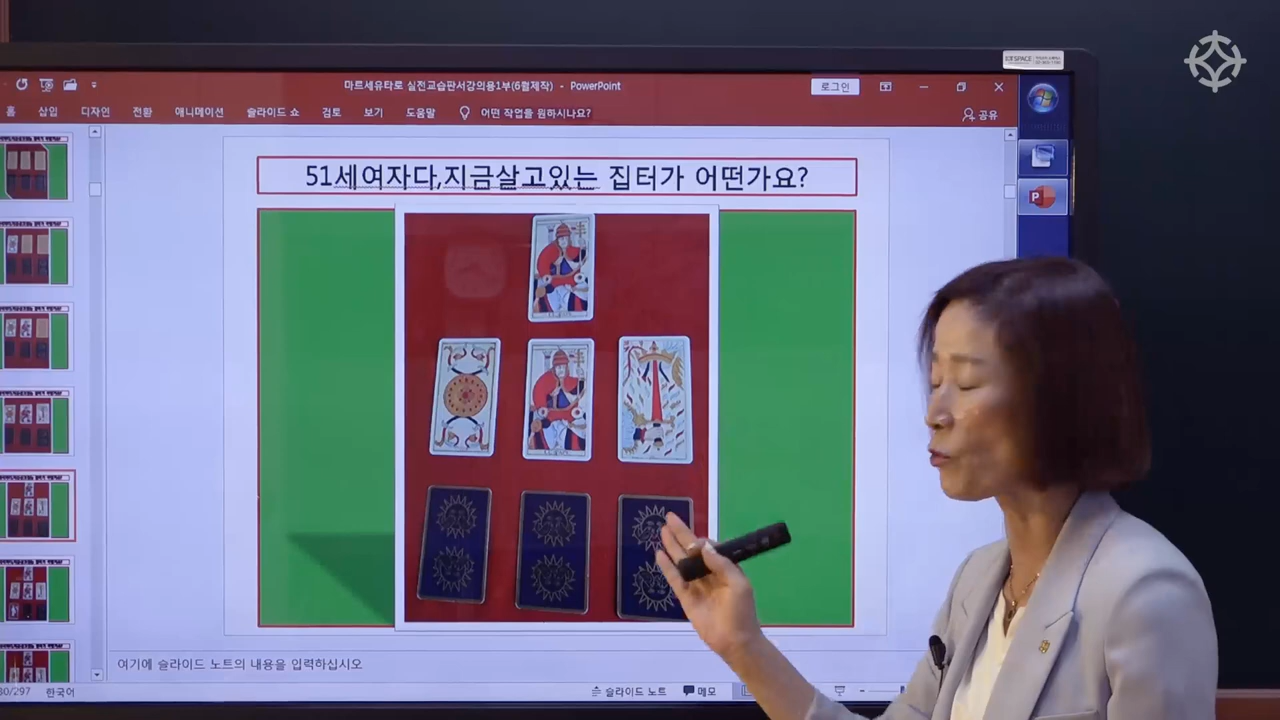 마르세유타로 실전교습판서강의용1부(6월제작) - PowerPoint
로그인
홈 삽입 디자인 전환 애니메이션 슬라이드 쇼 검토 보기 도움말 어떤 작업을 원하시나요? 공유
51세여자다,지금살고있는 집터가 어떤가요?
여기에 슬라이드 노트의 내용을 입력하십시오
80/297 한국어 슬라이드 노트 메모